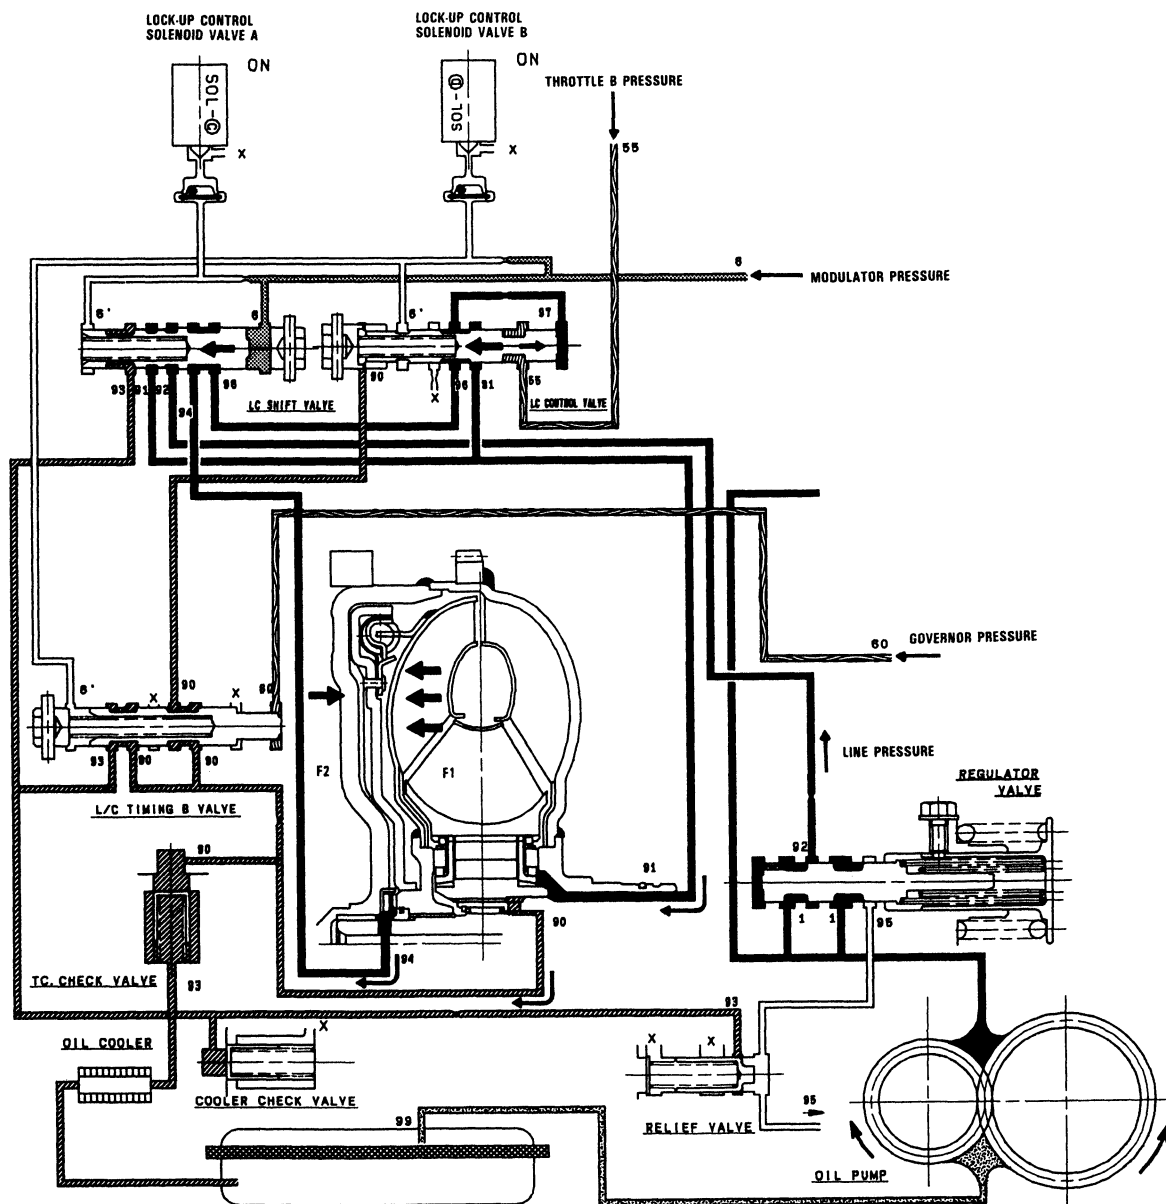 LOCK-UP CONTROL
SOLENOID VALVE A
LOCK-UP CONTROL
SOLENOID VALVE B
ON
ON
THROTTLE B PRESSURE
SOL-Ⓒ
SOL-Ⓓ
X
X
55
6
MODULATOR PRESSURE
6'
6
6'
97
93
91
92
96
90
96
91
55
X
94
LC SHIFT VALVE
LC CONTROL VALVE
60
GOVERNOR PRESSURE
6'
90
X
X
90
93
90
90
L/C TIMING B VALVE
F2
F1
LINE PRESSURE
REGULATOR
VALVE
92
90
91
1
1
95
90
94
TC. CHECK VALVE
93
93
X
X
X
OIL COOLER
COOLER CHECK VALVE
95
RELIEF VALVE
99
OIL PUMP